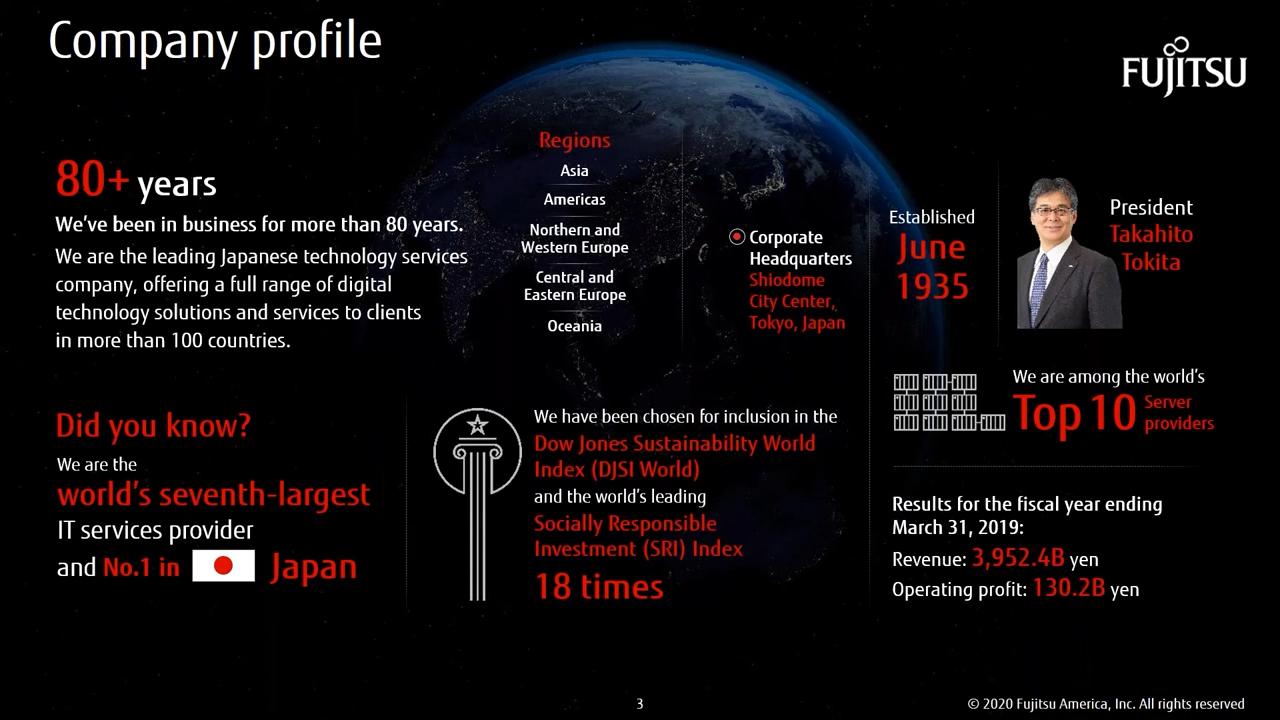 Company profile
FUJITSU
80+ years
We've been in business for more than 80 years.
We are the leading Japanese technology services
company, offering a full range of digital
technology solutions and services to clients
in more than 100 countries.
Regions
Asia
Americas
Northern and
Western Europe
Central and
Eastern Europe
Oceania
Corporate
Headquarters
Shiodome
City Center,
Tokyo, Japan
Established
June
1935
President
Takahito
Tokita
We are among the world's
Top 10 Server
providers
Did you know?
We are the
world's seventh-largest
IT services provider
and No.1 in Japan
We have been chosen for inclusion in the
Dow Jones Sustainability World
Index (DJSI World)
and the world's leading
Socially Responsible
Investment (SRI) Index
18 times
Results for the fiscal year ending
March 31, 2019:
Revenue: 3,952.4B yen
Operating profit: 130.2B yen
3
© 2020 Fujitsu America, Inc. All rights reserved